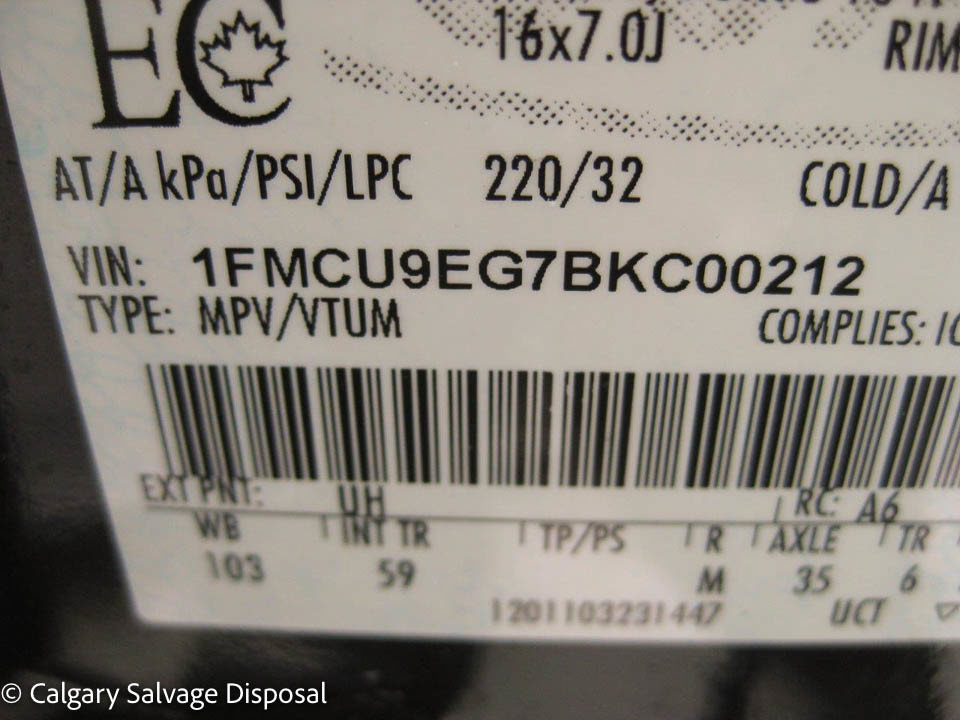 EC
16x7.0J RIM
AT/A kPa/PSI/LPC 220/32 COLD/A
VIN: 1FMCU9EG7BKC00212
TYPE: MPV/VTUM COMPLIES:
EXT PNT: UH RC: A6
WB INT TR TP/PS R AXLE TR
103 59 M 35 6
1201103231447 UCT
© Calgary Salvage Disposal